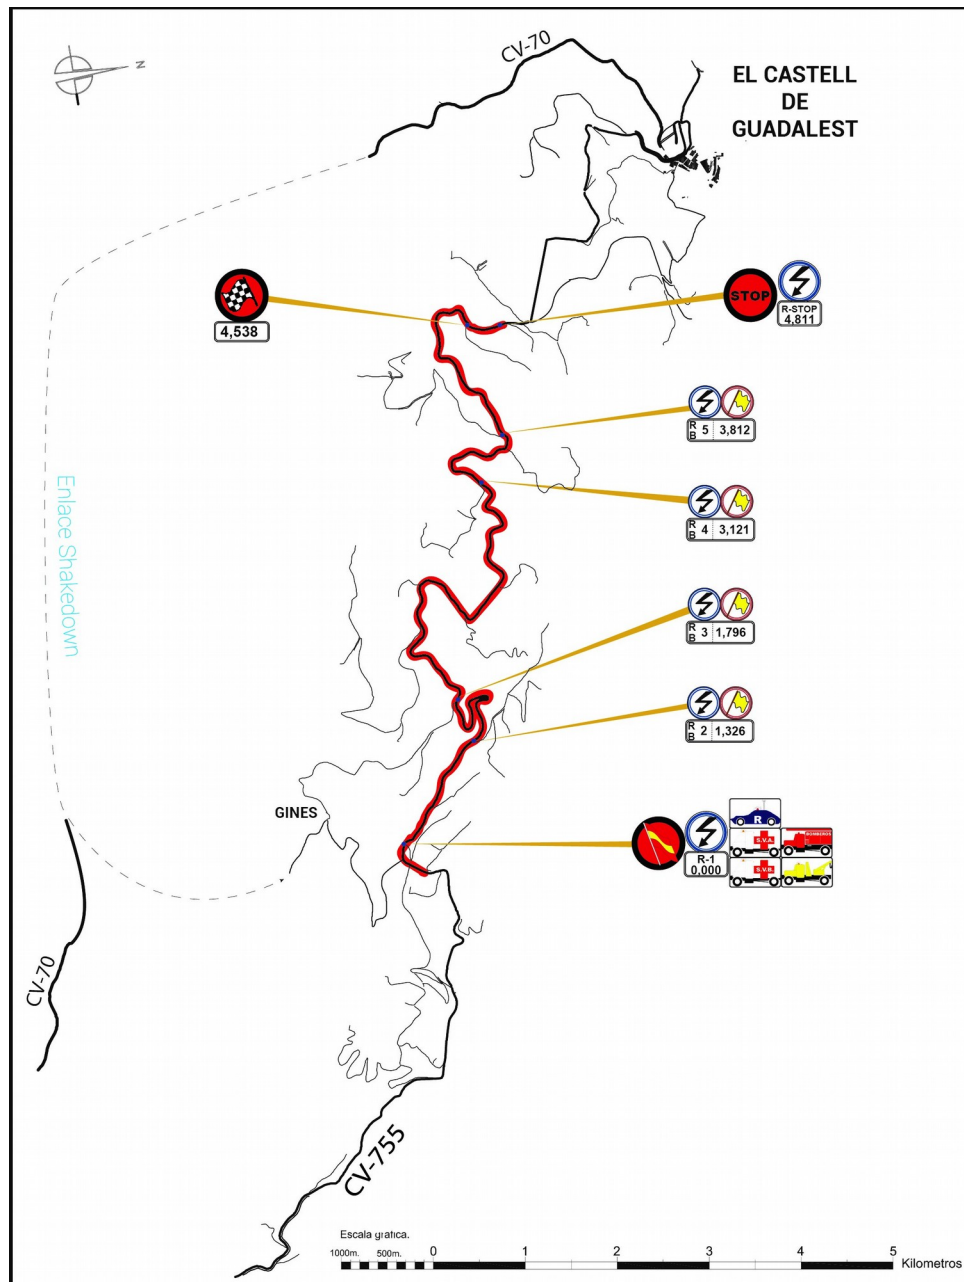 N
CV-70
EL CASTELL
DE
GUADALEST
4,538
STOP
R-STOP
4,811
R
B 5 3,812
R
B 4 3,121
Enlace Shakedown
R
B 3 1,796
R
B 2 1,326
GINES
R
S.V.A.
BOMBEROS
S.V.B.
R-1
0,000
CV-70
CV-755
Escala gráfica.
1000m. 500m. 0 1 2 3 4 5 Kilometros